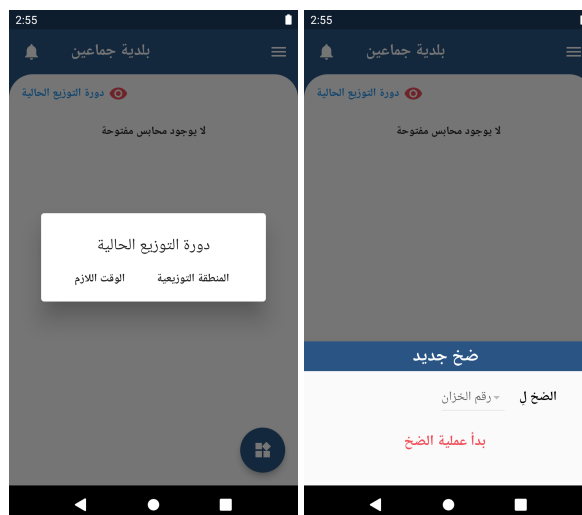 2:55
بلدية جماعين
دورة التوزيع الحالية
لا يوجود محابس مفتوحة
دورة التوزيع الحالية
المنطقة التوزيعية
الوقت اللازم
2:55
بلدية جماعين
دورة التوزيع الحالية
لا يوجود محابس مفتوحة
ضخ جديد
الضخ لِ
رقم الخزان
بدأ عملية الضخ